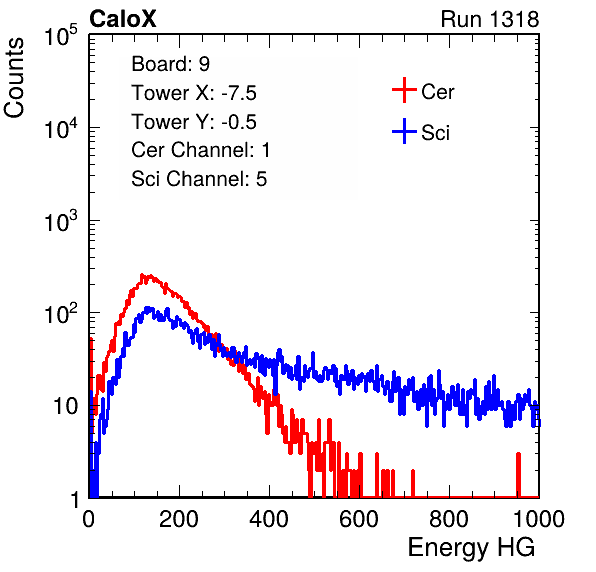 CaloX Run 1318
Counts
Board: 9
Tower X: -7.5
Tower Y: -0.5
Cer Channel: 1
Sci Channel: 5
Cer
Sci
10^5
10^4
10^3
10^2
10
1
0 200 400 600 800 1000
Energy HG